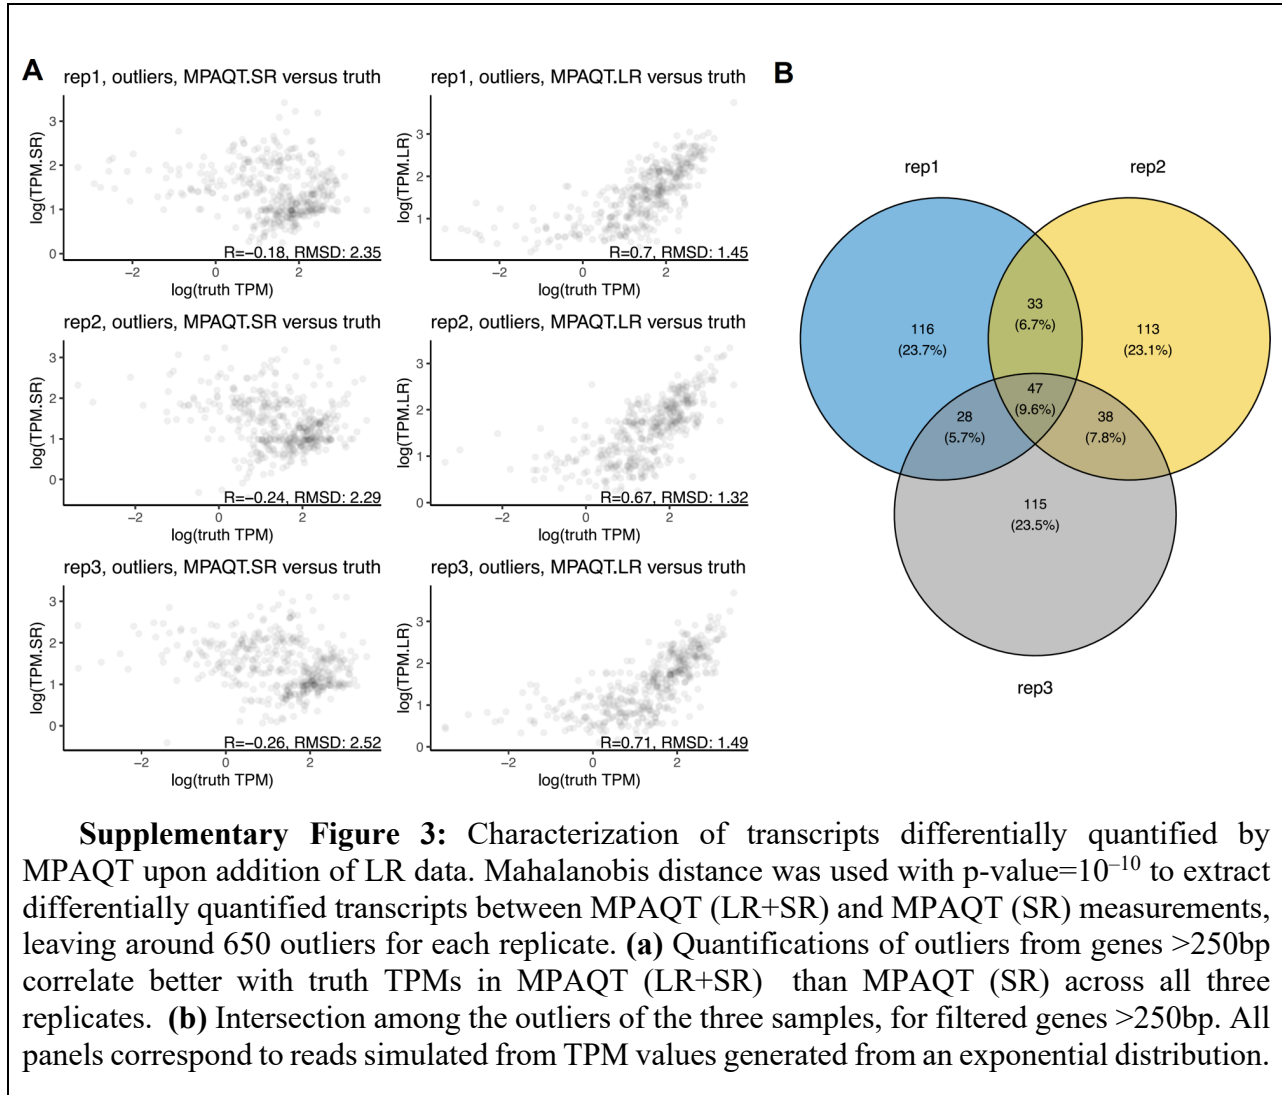 A
rep1, outliers, MPAQT.SR versus truth
log(TPM.SR)
3
2
1
0
R=−0.18, RMSD: 2.35
−2
0
2
log(truth TPM)
rep1, outliers, MPAQT.LR versus truth
log(TPM.LR)
3
2
1
R=0.7, RMSD: 1.45
−2
0
2
log(truth TPM)
rep2, outliers, MPAQT.SR versus truth
log(TPM.SR)
3
2
1
0
R=−0.24, RMSD: 2.29
−2
0
2
log(truth TPM)
rep2, outliers, MPAQT.LR versus truth
log(TPM.LR)
3
2
1
0
R=0.67, RMSD: 1.32
−2
0
2
log(truth TPM)
rep3, outliers, MPAQT.SR versus truth
log(TPM.SR)
3
2
1
0
R=−0.26, RMSD: 2.52
−2
0
2
log(truth TPM)
rep3, outliers, MPAQT.LR versus truth
log(TPM.LR)
3
2
1
0
R=0.71, RMSD: 1.49
−2
0
2
log(truth TPM)
B
rep1
rep2
33
(6.7%)
116
(23.7%)
113
(23.1%)
47
(9.6%)
28
(5.7%)
38
(7.8%)
115
(23.5%)
rep3
Supplementary Figure 3: Characterization of transcripts differentially quantified by
MPAQT upon addition of LR data. Mahalanobis distance was used with p-value=10⁻¹⁰ to extract
differentially quantified transcripts between MPAQT (LR+SR) and MPAQT (SR) measurements,
leaving around 650 outliers for each replicate. (a) Quantifications of outliers from genes >250bp
correlate better with truth TPMs in MPAQT (LR+SR) than MPAQT (SR) across all three
replicates. (b) Intersection among the outliers of the three samples, for filtered genes >250bp. All
panels correspond to reads simulated from TPM values generated from an exponential distribution.